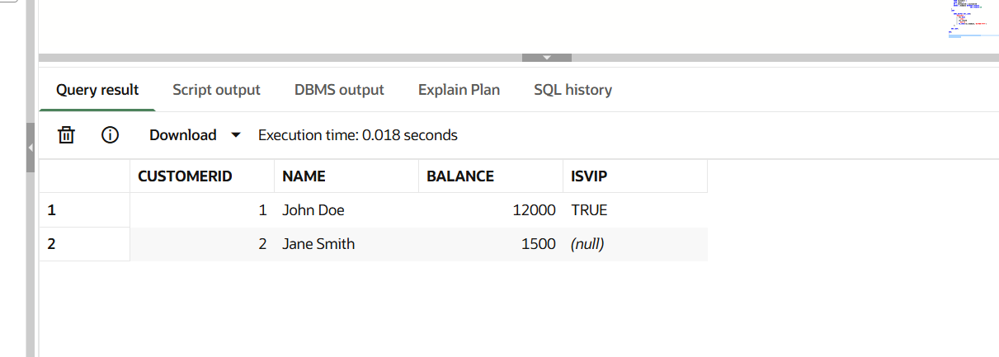 Query result Script output DBMS output Explain Plan SQL history
Download Execution time: 0.018 seconds
CUSTOMERID NAME BALANCE ISVIP
1 1 John Doe 12000 TRUE
2 2 Jane Smith 1500 (null)